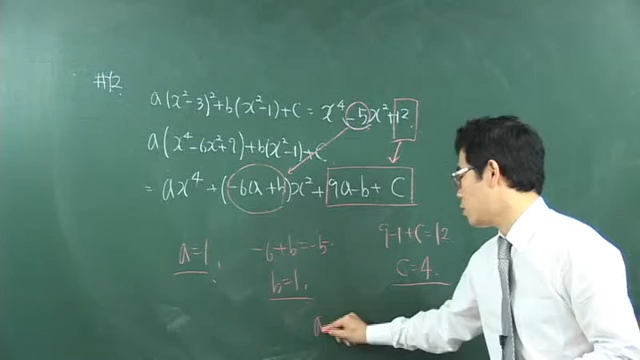 #12
a(x²-3)²+b(x²-1)+C = x⁴-5x²+12
a(x⁴-6x²+9)+b(x²-1)+C
= ax⁴+(-6a+b)x²+9a-b+C
a=1, -6+b=-5 9-1+C=12
b=1, C=4
a